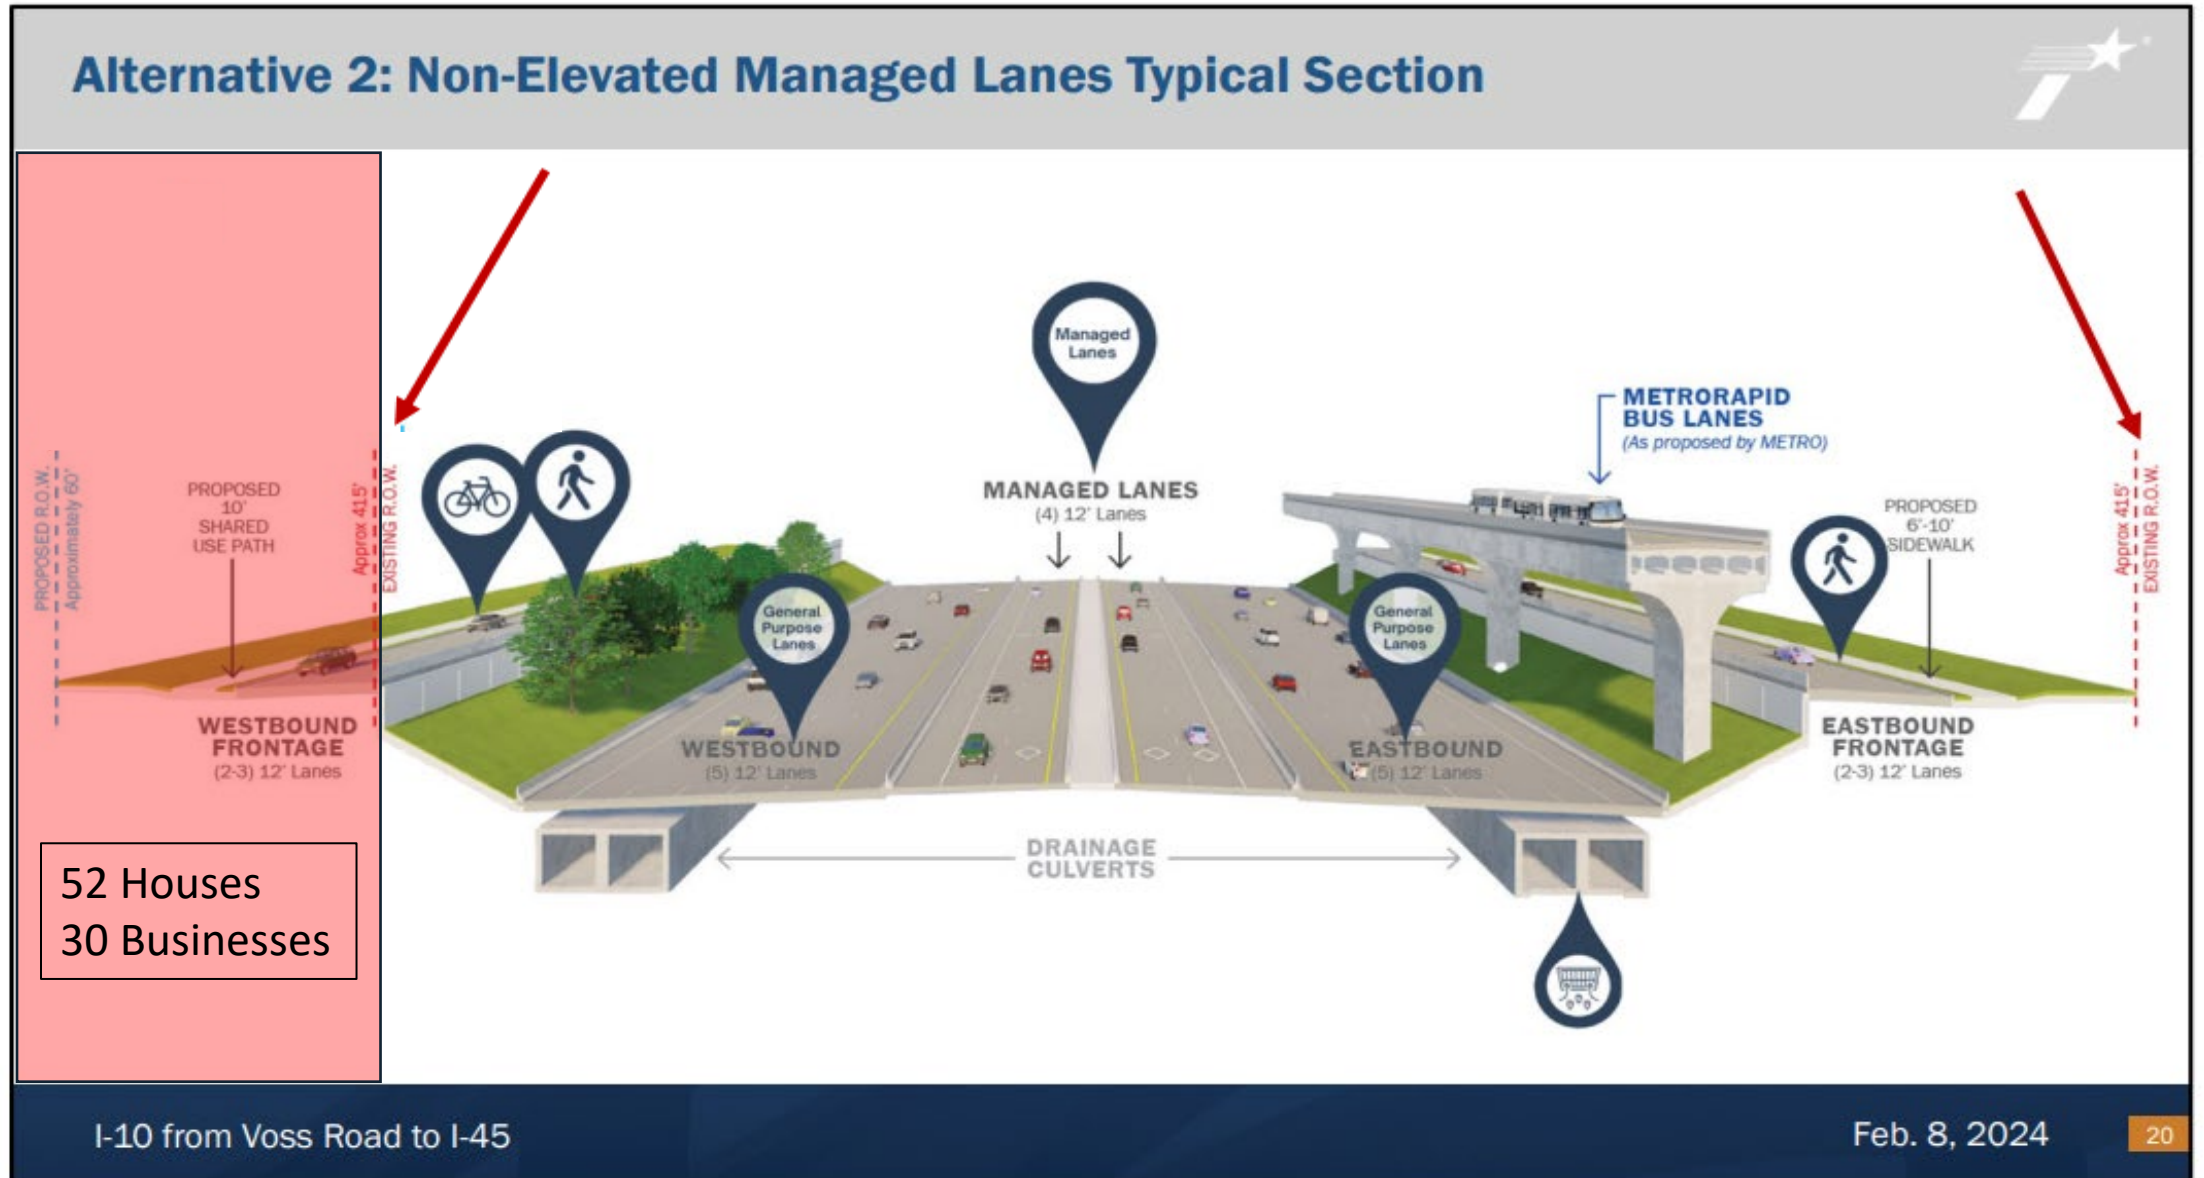 Alternative 2: Non-Elevated Managed Lanes Typical Section
Managed
Lanes
METRORAPID
BUS LANES
(As proposed by METRO)
PROPOSED R.O.W.
Approximately 60'
PROPOSED
10'
SHARED
USE PATH
Approx 415'
EXISTING R.O.W.
MANAGED LANES
(4) 12' Lanes
PROPOSED
6'-10'
SIDEWALK
Approx 415'
EXISTING R.O.W.
General
Purpose
Lanes
General
Purpose
Lanes
WESTBOUND
FRONTAGE
(2-3) 12' Lanes
WESTBOUND
(5) 12' Lanes
EASTBOUND
(5) 12' Lanes
EASTBOUND
FRONTAGE
(2-3) 12' Lanes
DRAINAGE
CULVERTS
52 Houses
30 Businesses
I-10 from Voss Road to I-45
Feb. 8, 2024
20